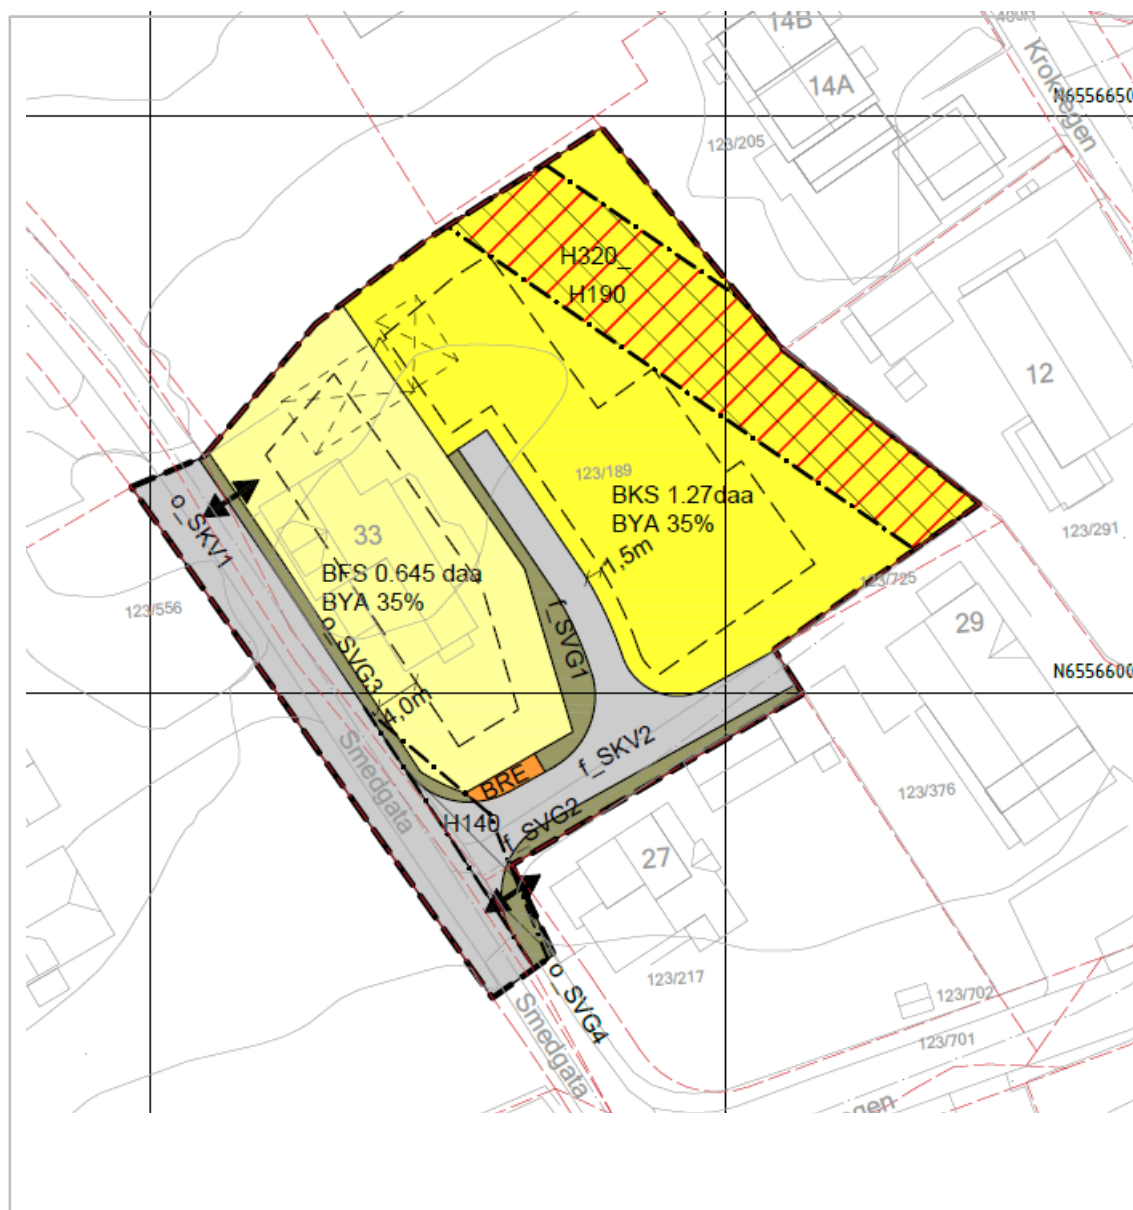 14B
14A
Krokvegen
N6556650
123/205
H320_
H190
12
123/189
BKS 1.27daa
BYA 35%
o_SKV1
33
123/291
1,5m
BFS 0.645 daa
BYA 35%
123/725
123/556
f_SVG1
29
o_SVG3
N6556600
4,0m
f_SKV2
Smedgata
BRE
123/376
H140
f_SVG2
27
123/217
o_SVG4
123/702
Smedgata
123/701